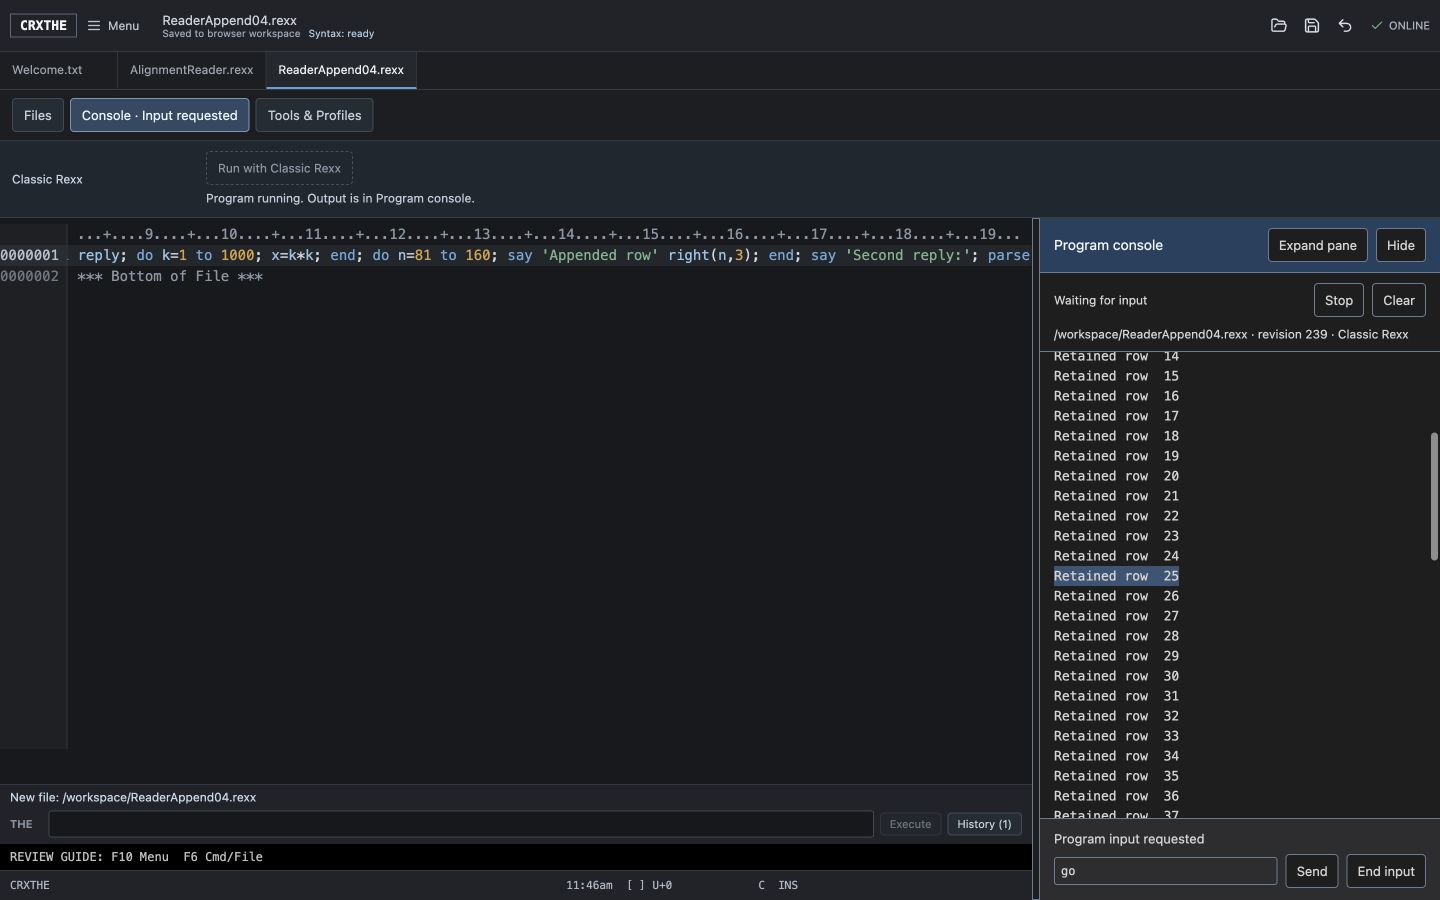 CRXTHE
Menu
ReaderAppend04.rexx
Saved to browser workspace Syntax: ready
ONLINE
Welcome.txt
AlignmentReader.rexx
ReaderAppend04.rexx
Files
Console · Input requested
Tools & Profiles
Classic Rexx
Run with Classic Rexx
Program running. Output is in Program console.
...+....9....+...10....+...11....+...12....+...13....+...14....+...15....+...16....+...17....+...18....+...19...
0000001 reply; do k=1 to 1000; x=k*k; end; do n=81 to 160; say 'Appended row' right(n,3); end; say 'Second reply:'; parse
0000002 *** Bottom of File ***
New file: /workspace/ReaderAppend04.rexx
THE
Execute
History (1)
REVIEW GUIDE: F10 Menu F6 Cmd/File
CRXTHE 11:46am [ ] U+0 C INS
Program console
Expand pane
Hide
Waiting for input
Stop
Clear
/workspace/ReaderAppend04.rexx · revision 239 · Classic Rexx
Retained row 14
Retained row 15
Retained row 16
Retained row 17
Retained row 18
Retained row 19
Retained row 20
Retained row 21
Retained row 22
Retained row 23
Retained row 24
Retained row 25
Retained row 26
Retained row 27
Retained row 28
Retained row 29
Retained row 30
Retained row 31
Retained row 32
Retained row 33
Retained row 34
Retained row 35
Retained row 36
Retained row 37
Program input requested
go
Send
End input